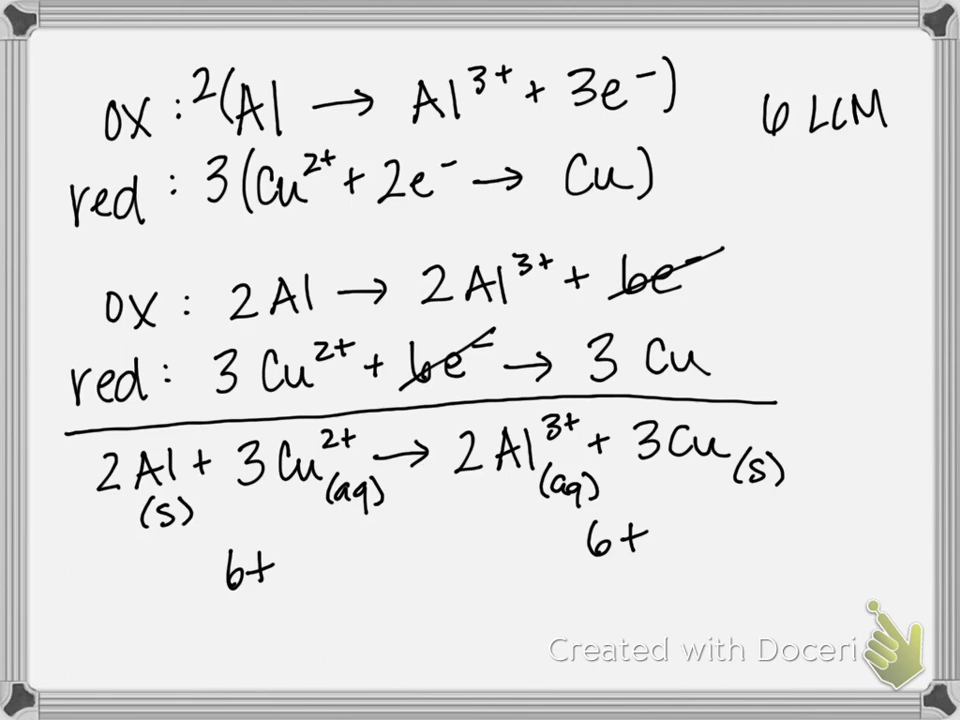 ox : 2(Al → Al³⁺ + 3e⁻) 6 LCM
red : 3(Cu²⁺ + 2e⁻ → Cu)
ox : 2Al → 2Al³⁺ + 6e⁻
red : 3Cu²⁺ + 6e⁻ → 3Cu
2Al(s) + 3Cu²⁺(aq) → 2Al³⁺(aq) + 3Cu(s)
6+ 6+
Created with Doceri